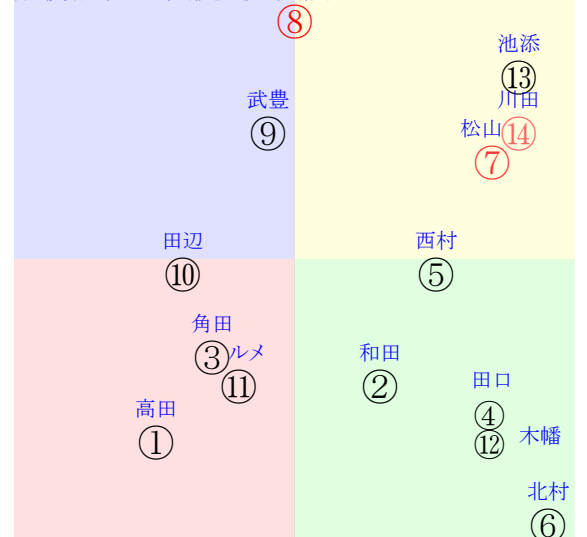 ⑧
池添
⑬
武豊
川田
⑨
松山
⑭
⑦
田辺
西村
⑩
⑤
角田
③
ルメ
⑪
和田
②
田口
④
高田
①
⑫
木幡
北村
⑥